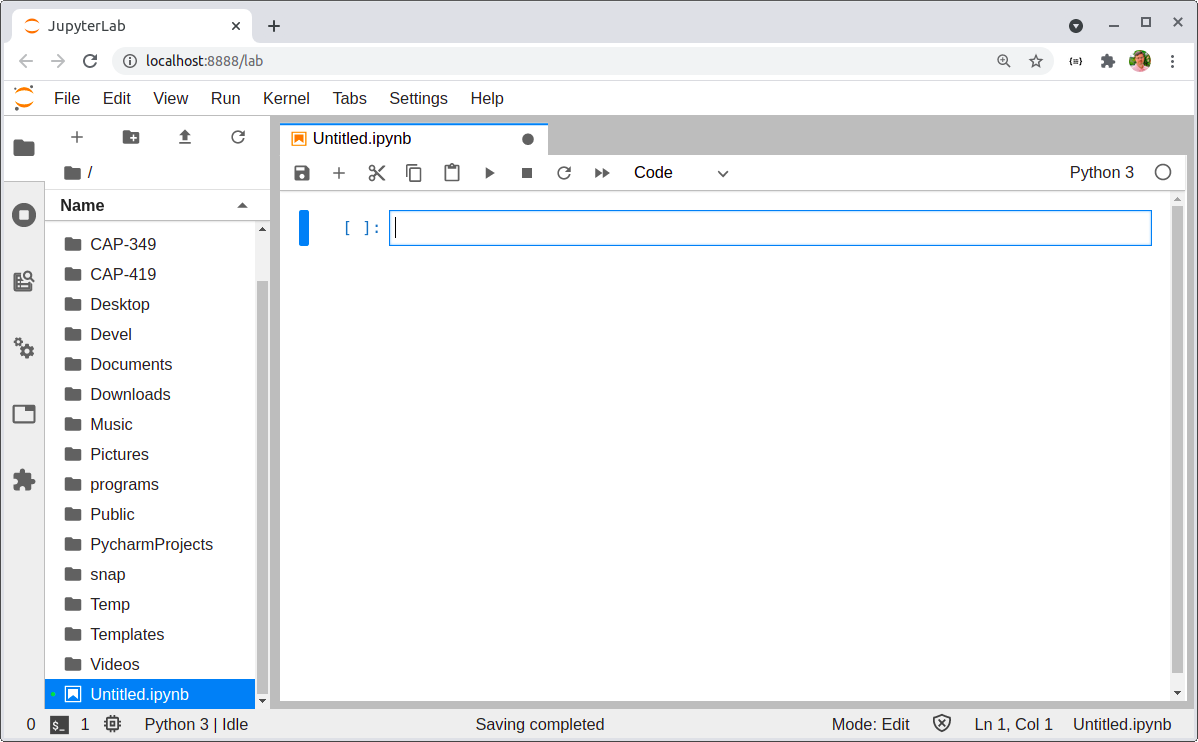 JupyterLab
localhost:8888/lab
File Edit View Run Kernel Tabs Settings Help
/
Name
CAP-349
CAP-419
Desktop
Devel
Documents
Downloads
Music
Pictures
programs
Public
PycharmProjects
snap
Temp
Templates
Videos
Untitled.ipynb
Untitled.ipynb
Code
Python 3
[ ]:
0 $_ 1 Python 3 | Idle Saving completed Mode: Edit Ln 1, Col 1 Untitled.ipynb